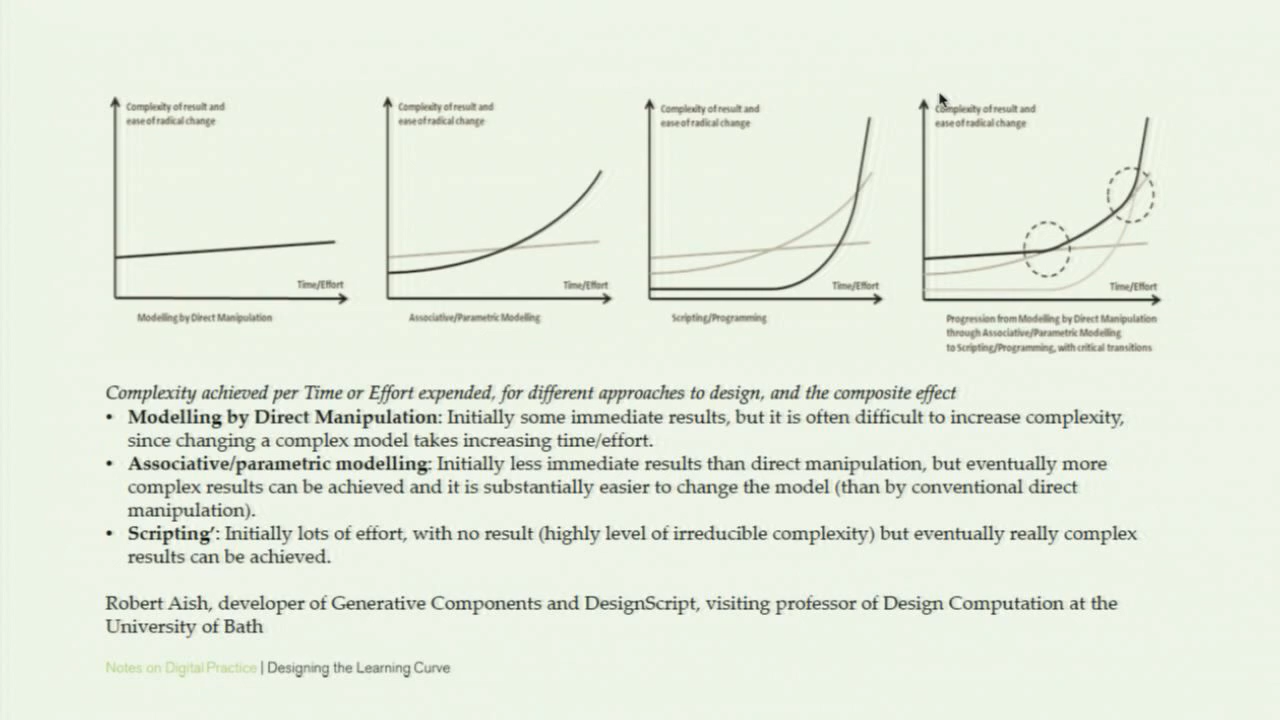 Complexity of result and
ease of radical change
Time/Effort
Modelling by Direct Manipulation
Complexity of result and
ease of radical change
Time/Effort
Associative/Parametric Modelling
Complexity of result and
ease of radical change
Time/Effort
Scripting/Programming
Complexity of result and
ease of radical change
Time/Effort
Progression from Modelling by Direct Manipulation
through Associative/Parametric Modelling
to Scripting/Programming, with critical transitions
Complexity achieved per Time or Effort expended, for different approaches to design, and the composite effect
• Modelling by Direct Manipulation: Initially some immediate results, but it is often difficult to increase complexity,
since changing a complex model takes increasing time/effort.
• Associative/parametric modelling: Initially less immediate results than direct manipulation, but eventually more
complex results can be achieved and it is substantially easier to change the model (than by conventional direct
manipulation).
• Scripting’: Initially lots of effort, with no result (highly level of irreducible complexity) but eventually really complex
results can be achieved.
Robert Aish, developer of Generative Components and DesignScript, visiting professor of Design Computation at the
University of Bath
Notes on Digital Practice | Designing the Learning Curve